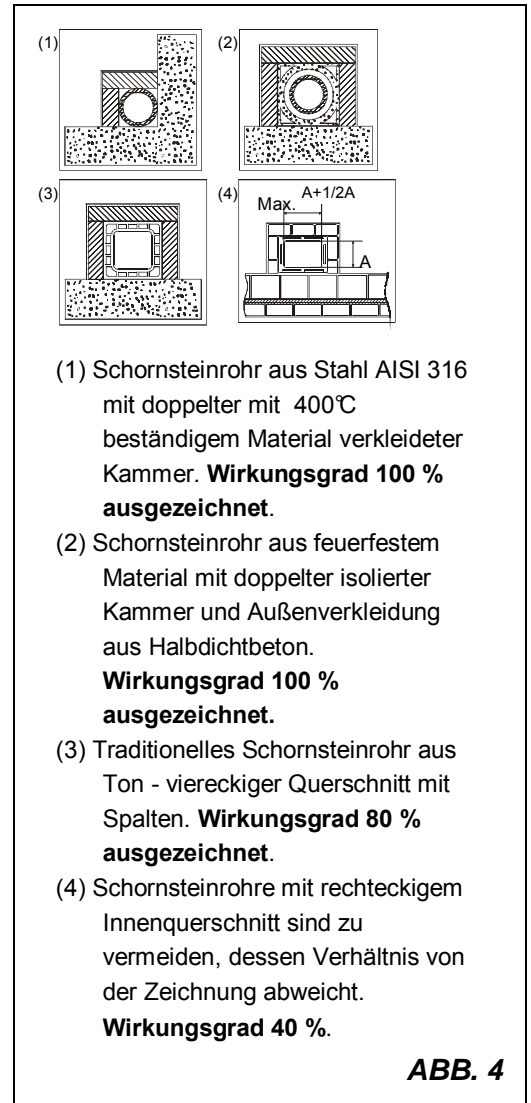 (1)
(2)
(3)
(4)
Max.
A+1/2A
A
(1) Schornsteinrohr aus Stahl AISI 316
mit doppelter mit 400℃
beständigem Material verkleideter
Kammer. Wirkungsgrad 100 %
ausgezeichnet.
(2) Schornsteinrohr aus feuerfestem
Material mit doppelter isolierter
Kammer und Außenverkleidung
aus Halbdichtbeton.
Wirkungsgrad 100 %
ausgezeichnet.
(3) Traditionelles Schornsteinrohr aus
Ton - viereckiger Querschnitt mit
Spalten. Wirkungsgrad 80 %
ausgezeichnet.
(4) Schornsteinrohre mit rechteckigem
Innenquerschnitt sind zu
vermeiden, dessen Verhältnis von
der Zeichnung abweicht.
Wirkungsgrad 40 %.
ABB. 4